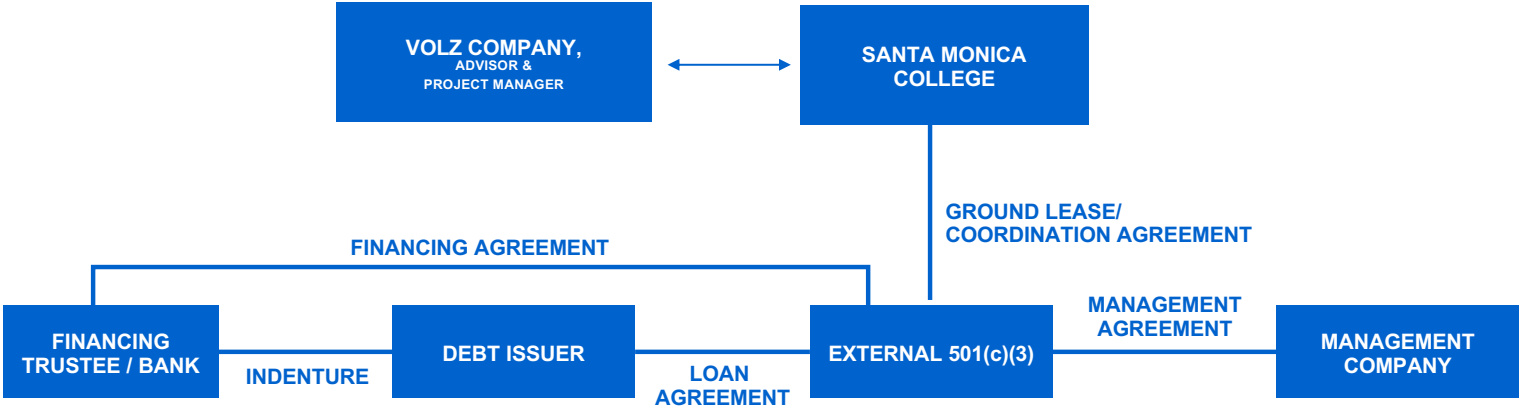 VOLZ COMPANY,
ADVISOR &
PROJECT MANAGER
SANTA MONICA
COLLEGE
GROUND LEASE/
COORDINATION AGREEMENT
FINANCING AGREEMENT
FINANCING
TRUSTEE / BANK
INDENTURE
DEBT ISSUER
LOAN
AGREEMENT
EXTERNAL 501(c)(3)
MANAGEMENT
AGREEMENT
MANAGEMENT
COMPANY